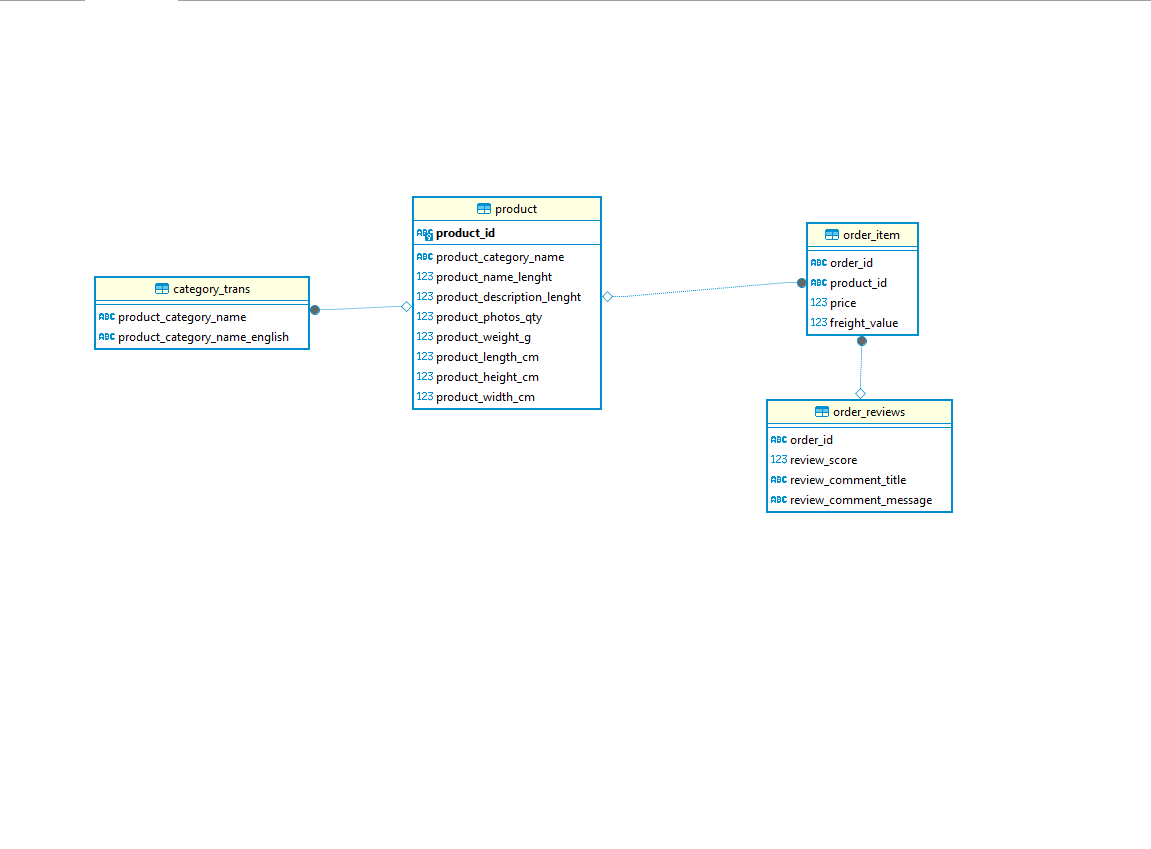 category_trans
ABC product_category_name
ABC product_category_name_english
product
ABC product_id
ABC product_category_name
123 product_name_lenght
123 product_description_lenght
123 product_photos_qty
123 product_weight_g
123 product_length_cm
123 product_height_cm
123 product_width_cm
order_item
ABC order_id
ABC product_id
123 price
123 freight_value
order_reviews
ABC order_id
123 review_score
ABC review_comment_title
ABC review_comment_message